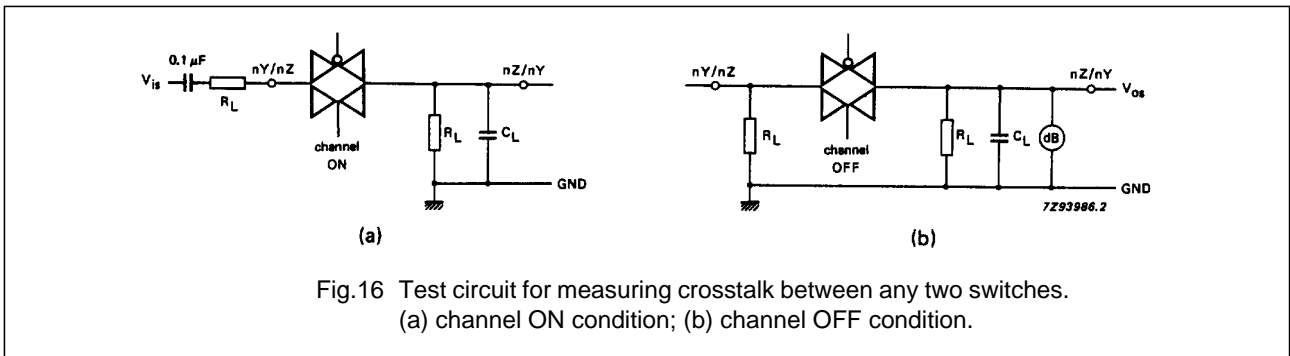 0.1 µF
V_is
R_L
nY/nZ
channel
ON
R_L
C_L
nZ/nY
GND
(a)
nY/nZ
R_L
channel
OFF
R_L
C_L
dB
nZ/nY
V_os
GND
7Z93986.2
(b)
Fig.16 Test circuit for measuring crosstalk between any two switches.
(a) channel ON condition; (b) channel OFF condition.